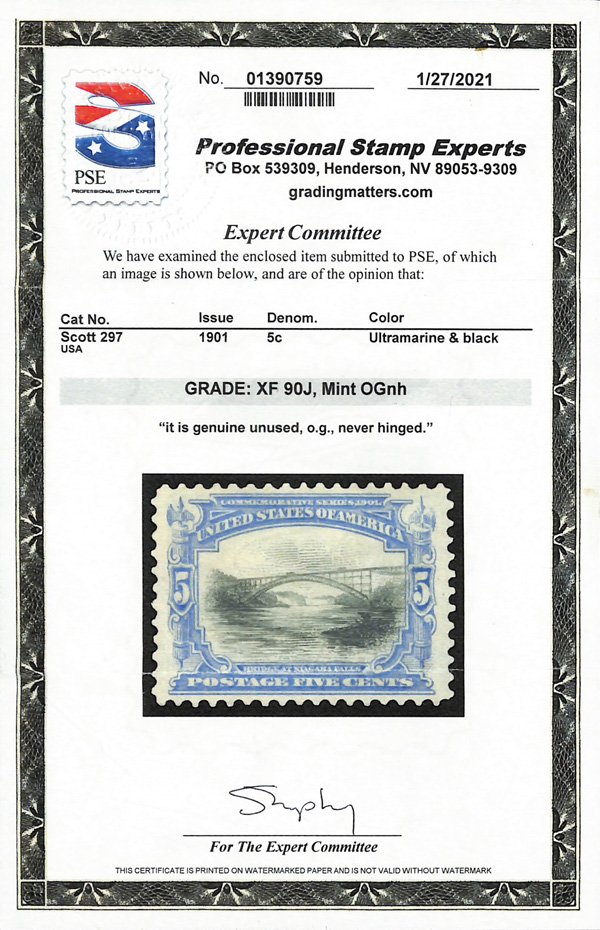 No. 01390759 1/27/2021
PSE
PROFESSIONAL STAMP EXPERTS
Professional Stamp Experts
PO Box 539309, Henderson, NV 89053-9309
gradingmatters.com
Expert Committee
We have examined the enclosed item submitted to PSE, of which
an image is shown below, and are of the opinion that:
Cat No. Issue Denom. Color
Scott 297 1901 5c Ultramarine & black
USA
GRADE: XF 90J, Mint OGnh
“it is genuine unused, o.g., never hinged.”
COMMEMORATIVE SERIES, 1901.
UNITED STATES OF AMERICA
5 5
BRIDGE AT NIAGARA FALLS
POSTAGE FIVE CENTS
For The Expert Committee
THIS CERTIFICATE IS PRINTED ON WATERMARKED PAPER AND IS NOT VALID WITHOUT WATERMARK